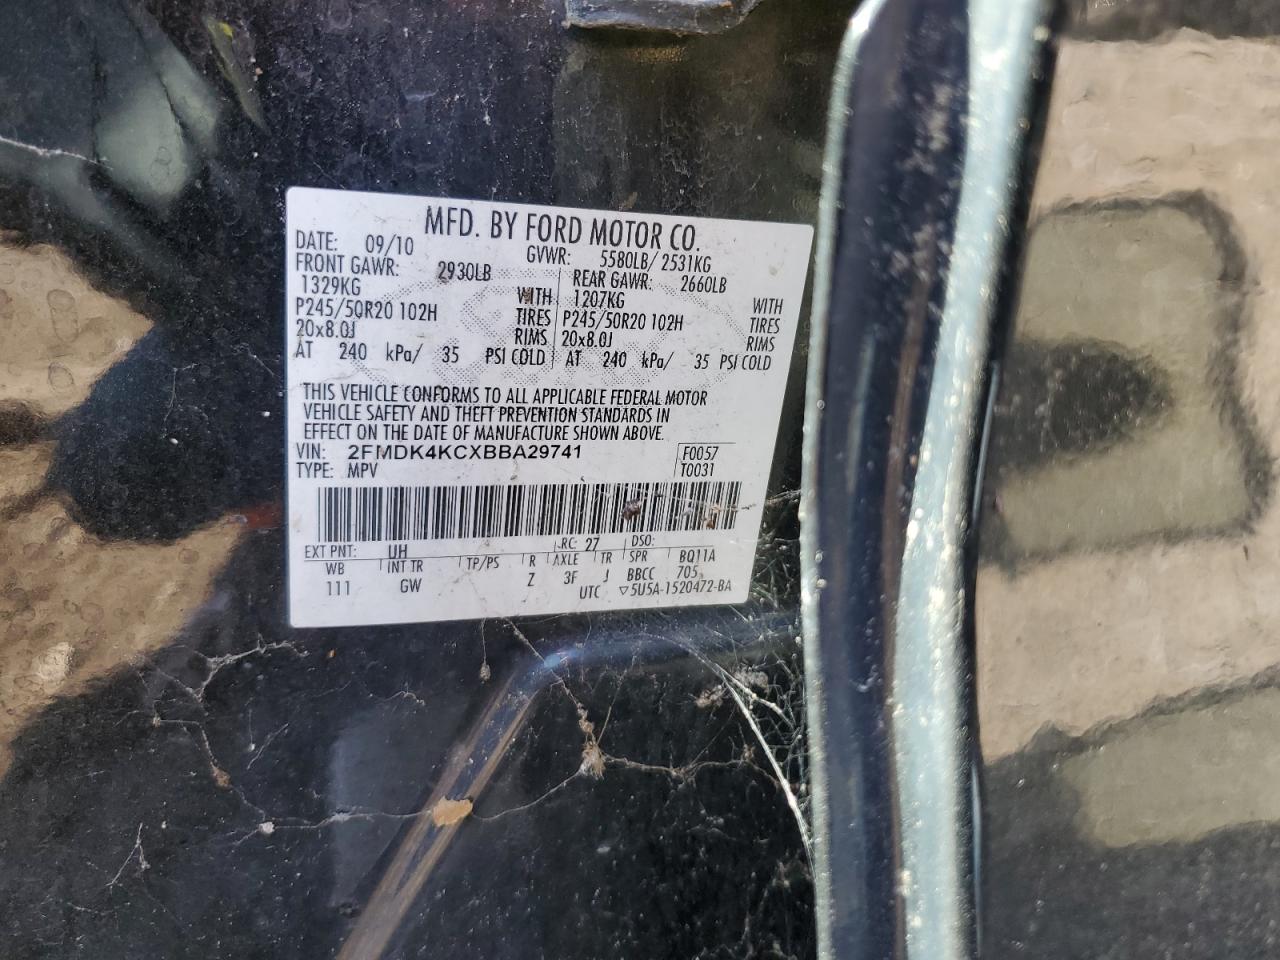 MFD. BY FORD MOTOR CO.
DATE: 09/10 GVWR: 5580LB/ 2531KG
FRONT GAWR: 2930LB REAR GAWR: 2660LB
1329KG WITH 1207KG WITH
P245/50R20 102H TIRES P245/50R20 102H TIRES
20x8.0J RIMS 20x8.0J RIMS
AT 240 kPa/ 35 PSI COLD AT 240 kPa/ 35 PSI COLD
THIS VEHICLE CONFORMS TO ALL APPLICABLE FEDERAL MOTOR
VEHICLE SAFETY AND THEFT PREVENTION STANDARDS IN
EFFECT ON THE DATE OF MANUFACTURE SHOWN ABOVE.
VIN: 2FMDK4KCXBBA29741 F0057
TYPE: MPV T0031
EXT PNT: UH RC: 27 DSO:
WB INT TR TP/PS R AXLE TR SPR BQ11A
111 GW Z 3F J BBCC 705
UTC ▽5U5A-1520472-BA